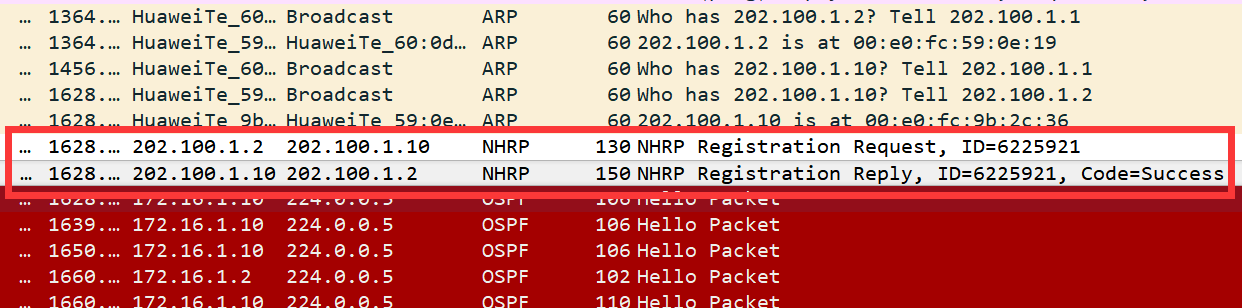 … 1364.… HuaweiTe_60… Broadcast ARP 60 Who has 202.100.1.2? Tell 202.100.1.1
… 1364.… HuaweiTe_59… HuaweiTe_60:0d… ARP 60 202.100.1.2 is at 00:e0:fc:59:0e:19
… 1456.… HuaweiTe_60… Broadcast ARP 60 Who has 202.100.1.10? Tell 202.100.1.1
… 1628.… HuaweiTe_59… Broadcast ARP 60 Who has 202.100.1.10? Tell 202.100.1.2
… 1628.… HuaweiTe_9b… HuaweiTe_59:0e… ARP 60 202.100.1.10 is at 00:e0:fc:9b:2c:36
… 1628.… 202.100.1.2 202.100.1.10 NHRP 130 NHRP Registration Request, ID=6225921
… 1628.… 202.100.1.10 202.100.1.2 NHRP 150 NHRP Registration Reply, ID=6225921, Code=Success
… 1628.… 172.16.1.10 224.0.0.5 OSPF 106 Hello Packet
… 1639.… 172.16.1.10 224.0.0.5 OSPF 106 Hello Packet
… 1650.… 172.16.1.10 224.0.0.5 OSPF 106 Hello Packet
… 1660.… 172.16.1.2 224.0.0.5 OSPF 102 Hello Packet
… 1660.… 172.16.1.10 224.0.0.5 OSPF 110 Hello Packet